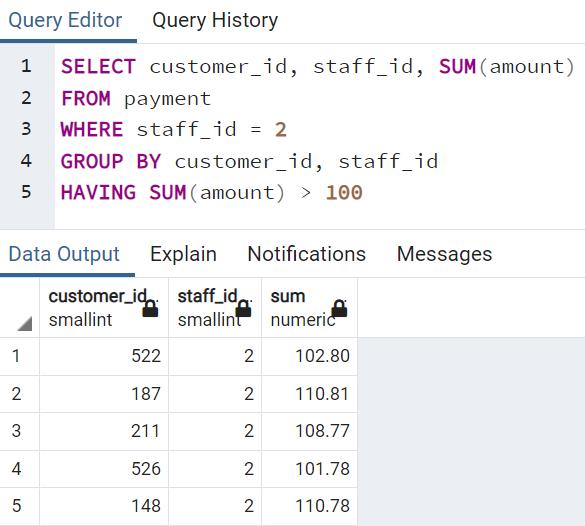 Query Editor Query History
1 SELECT customer_id, staff_id, SUM(amount)
2 FROM payment
3 WHERE staff_id = 2
4 GROUP BY customer_id, staff_id
5 HAVING SUM(amount) > 100
Data Output Explain Notifications Messages
customer_id staff_id sum
smallint smallint numeric
1 522 2 102.80
2 187 2 110.81
3 211 2 108.77
4 526 2 101.78
5 148 2 110.78